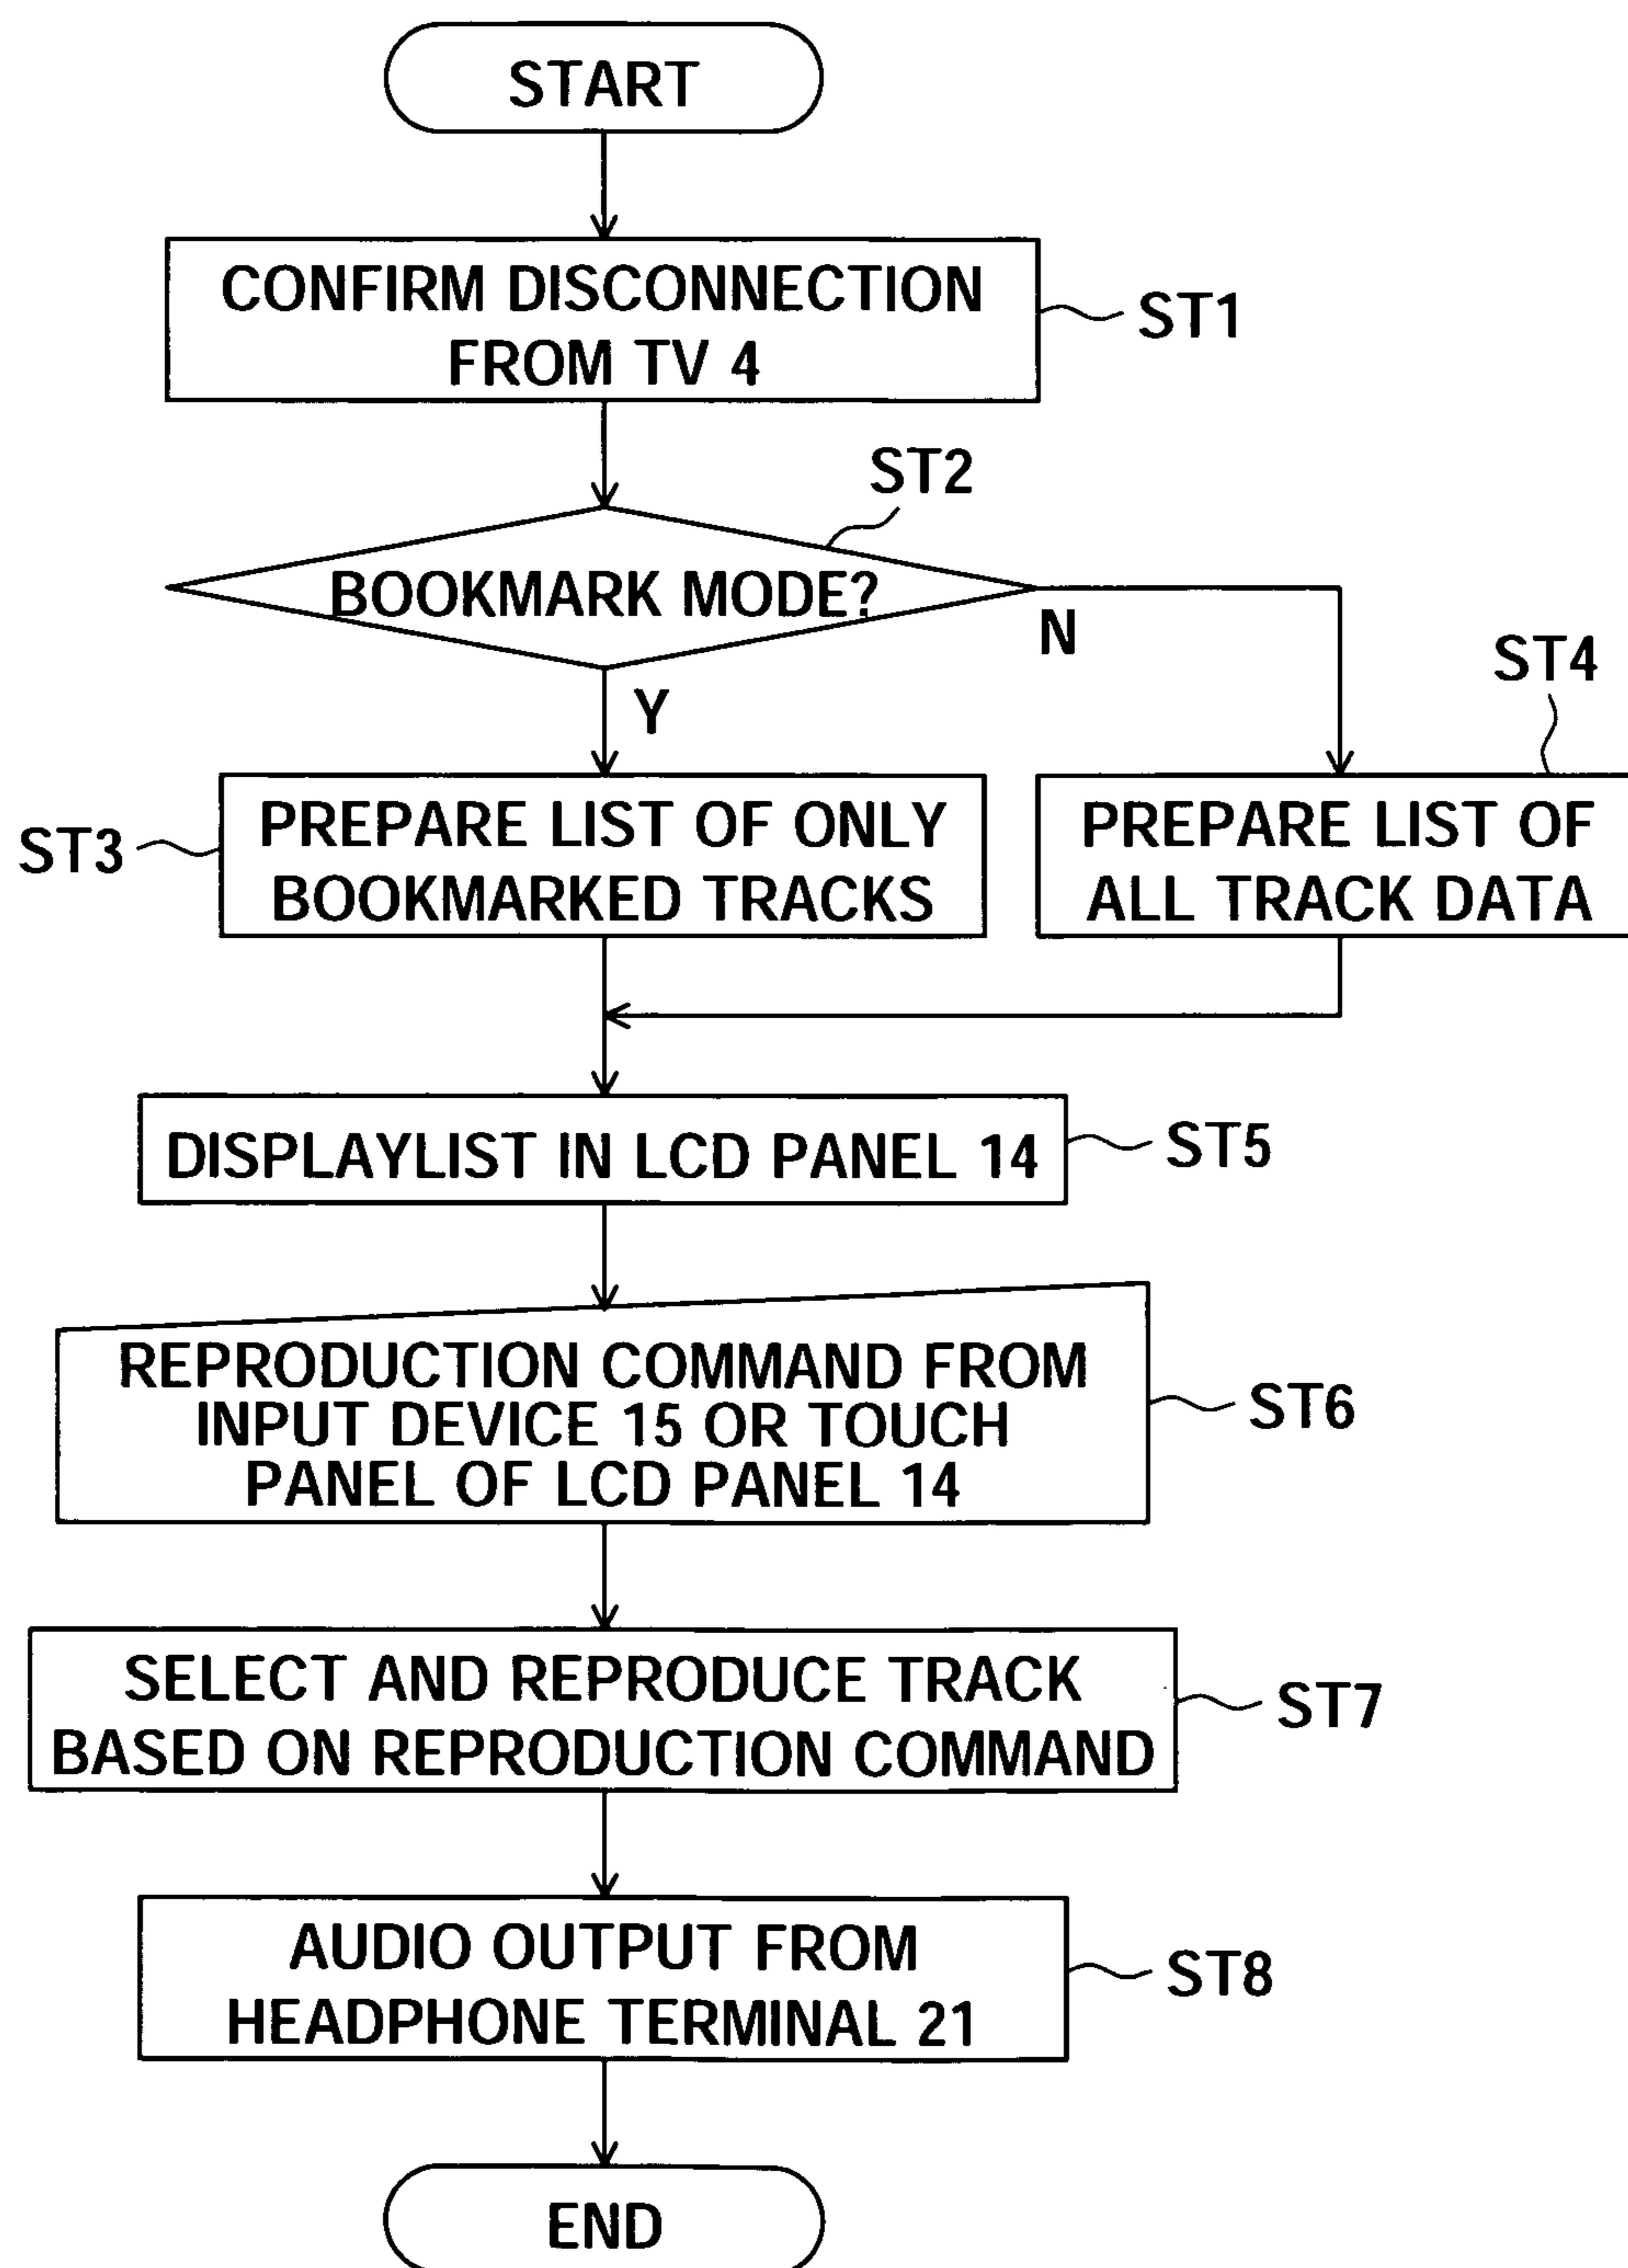 START
CONFIRM DISCONNECTION
FROM TV 4
ST1
ST2
BOOKMARK MODE?
N
Y
ST4
ST3
PREPARE LIST OF ONLY
BOOKMARKED TRACKS
PREPARE LIST OF
ALL TRACK DATA
DISPLAYLIST IN LCD PANEL 14
ST5
REPRODUCTION COMMAND FROM
INPUT DEVICE 15 OR TOUCH
PANEL OF LCD PANEL 14
ST6
SELECT AND REPRODUCE TRACK
BASED ON REPRODUCTION COMMAND
ST7
AUDIO OUTPUT FROM
HEADPHONE TERMINAL 21
ST8
END